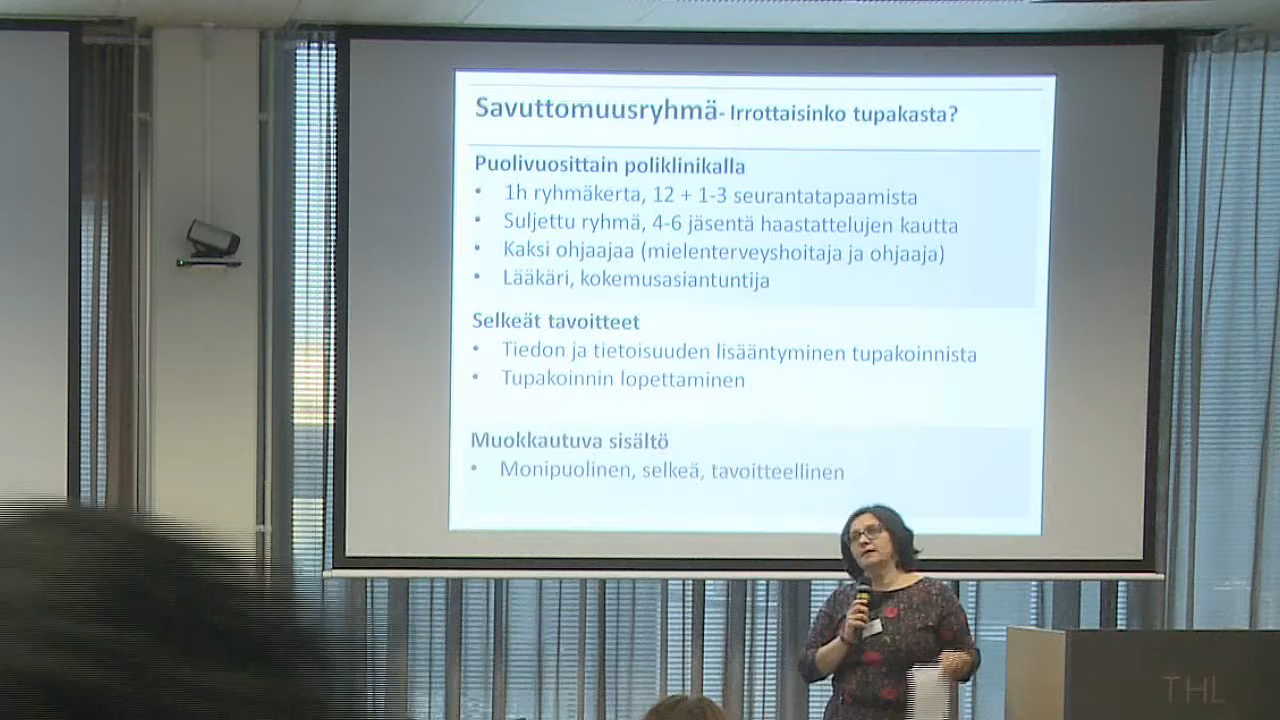 Savuttomuusryhmä- Irrottaisinko tupakasta?
Puolivuosittain poliklinikalla
• 1h ryhmäkerta, 12 + 1-3 seurantatapaamista
• Suljettu ryhmä, 4-6 jäsentä haastattelujen kautta
• Kaksi ohjaajaa (mielenterveyshoitaja ja ohjaaja)
• Lääkäri, kokemusasiantuntija
Selkeät tavoitteet
• Tiedon ja tietoisuuden lisääntyminen tupakoinnista
• Tupakoinnin lopettaminen
Muokkautuva sisältö
• Monipuolinen, selkeä, tavoitteellinen
THL